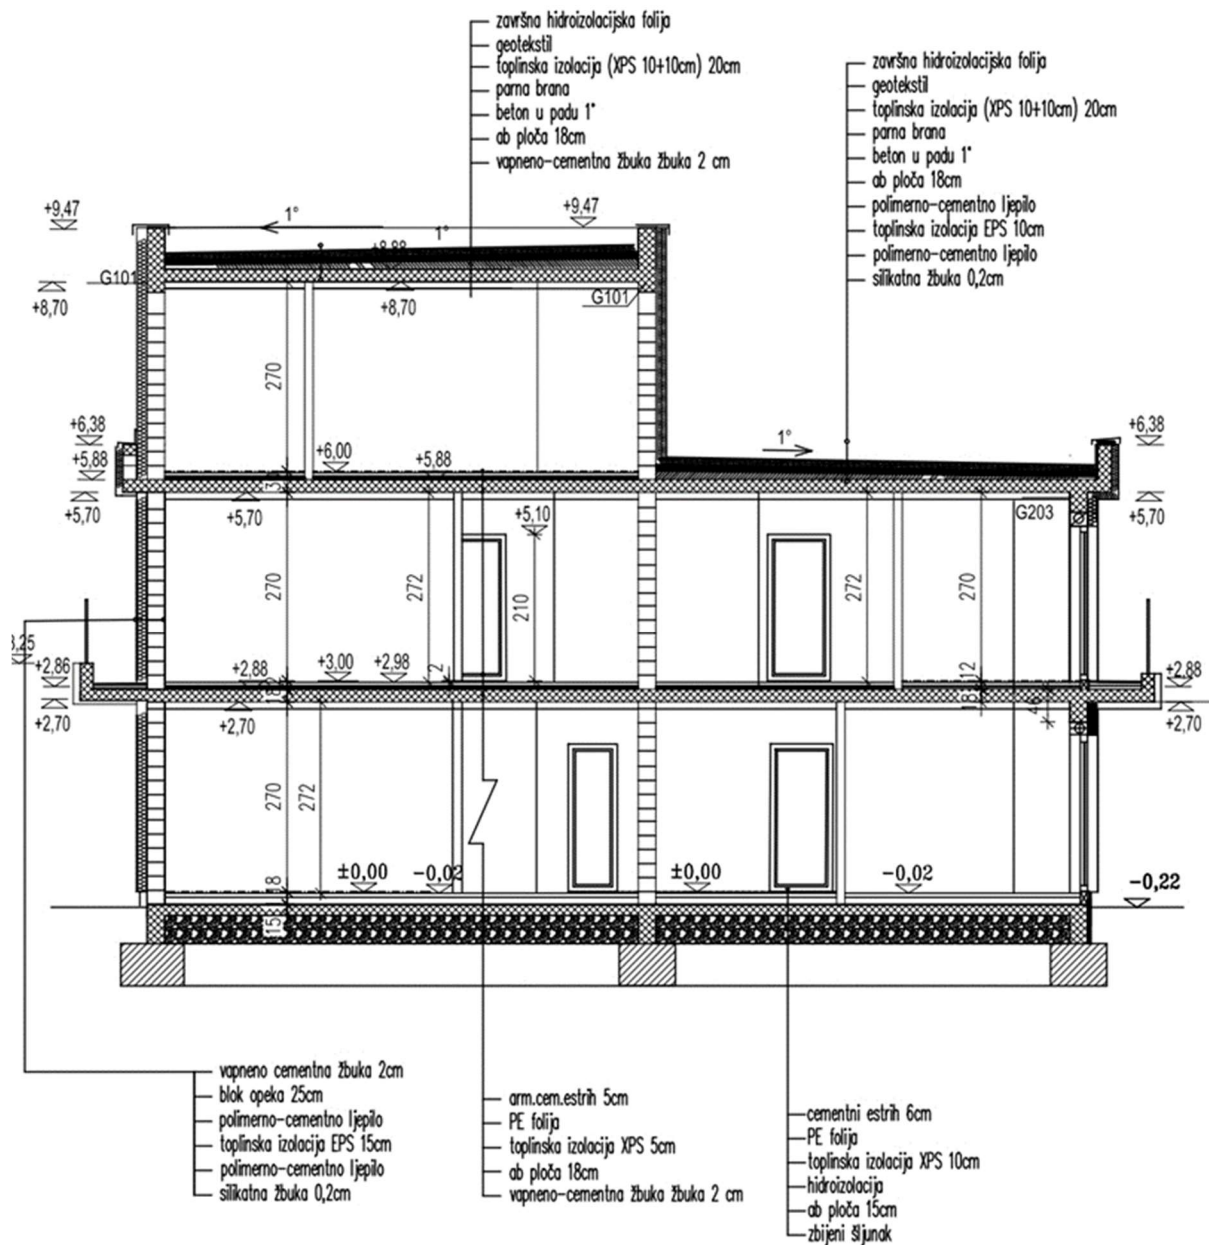 završna hidroizolacijska folija
geotekstil
toplinska izolacija (XPS 10+10cm) 20cm
parna brana
beton u padu 1°
ab ploča 18cm
vapneno-cementna žbuka žbuka 2 cm
završna hidroizolacijska folija
geotekstil
toplinska izolacija (XPS 10+10cm) 20cm
parna brana
beton u padu 1°
ab ploča 18cm
polimerno-cementno ljepilo
toplinska izolacija EPS 10cm
polimerno-cementno ljepilo
silikatna žbuka 0,2cm
+9,47
1°
1°
+9,47
G101
+8,70
+8,70
G101
270
+6,38
+5,88
+5,70
+6,00
+5,88
1°
+6,38
+5,70
+5,70
+5,10
G203
270
272
210
272
270
+2,86
+2,70
+2,88
+3,00
+2,98
2
12
+2,88
+2,70
+2,70
46
270
272
±0,00
-0,02
±0,00
-0,02
-0,22
18
15
vapneno cementna žbuka 2cm
blok opeka 25cm
polimerno-cementno ljepilo
toplinska izolacija EPS 15cm
polimerno-cementno ljepilo
silikatna žbuka 0,2cm
arm.cem.estrih 5cm
PE folija
toplinska izolacija XPS 5cm
ab ploča 18cm
vapneno-cementna žbuka žbuka 2 cm
cementni estrih 6cm
PE folija
toplinska izolacija XPS 10cm
hidroizolacija
ab ploča 15cm
zbijeni šljunak